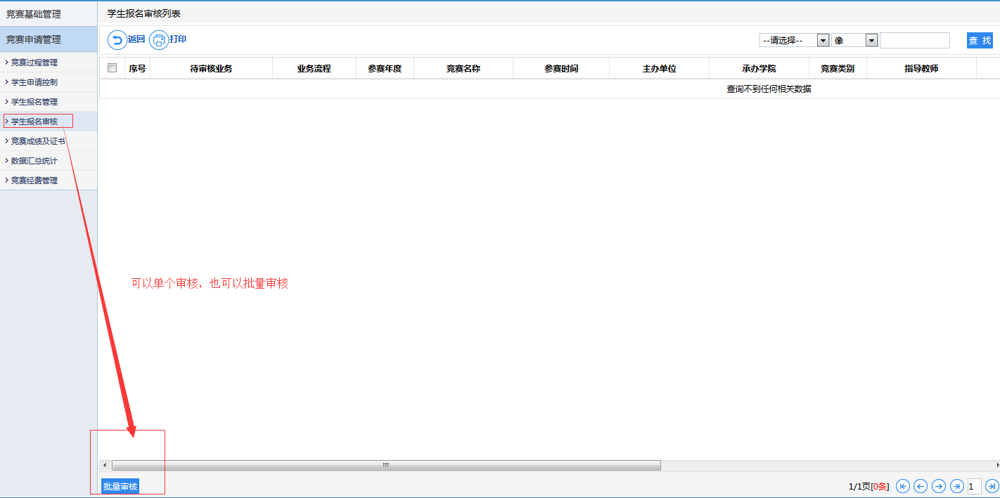 竞赛基础管理
竞赛申请管理
竞赛过程管理
学生申请控制
学生报名管理
学生报名审核
竞赛成绩及证书
数据汇总统计
竞赛经费管理
学生报名审核列表
返回 打印 --请选择-- 像 查 找
序号 待审核业务 业务流程 参赛年度 竞赛名称 参赛时间 主办单位 承办学院 竞赛类别 指导教师
查询不到任何相关数据
可以单个审核，也可以批量审核
批量审核 1/1页[0条] 1